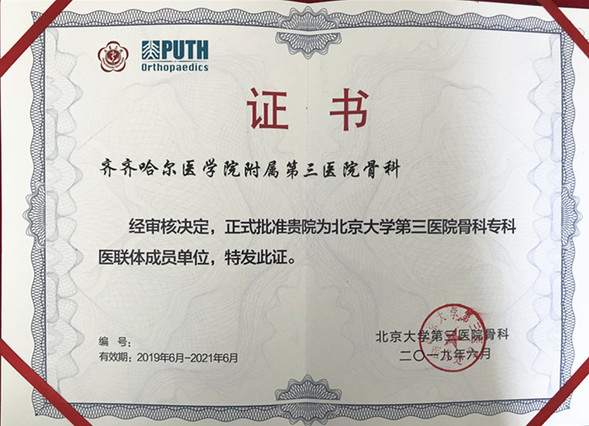 PUTH
Orthopaedics
证书
齐齐哈尔医学院附属第三医院骨科
经审核决定，正式批准贵院为北京大学第三医院骨科专科
医联体成员单位，特发此证。
编 号：
有效期：2019年6月-2021年6月
北京大学第三医院骨科
二〇一九年六月